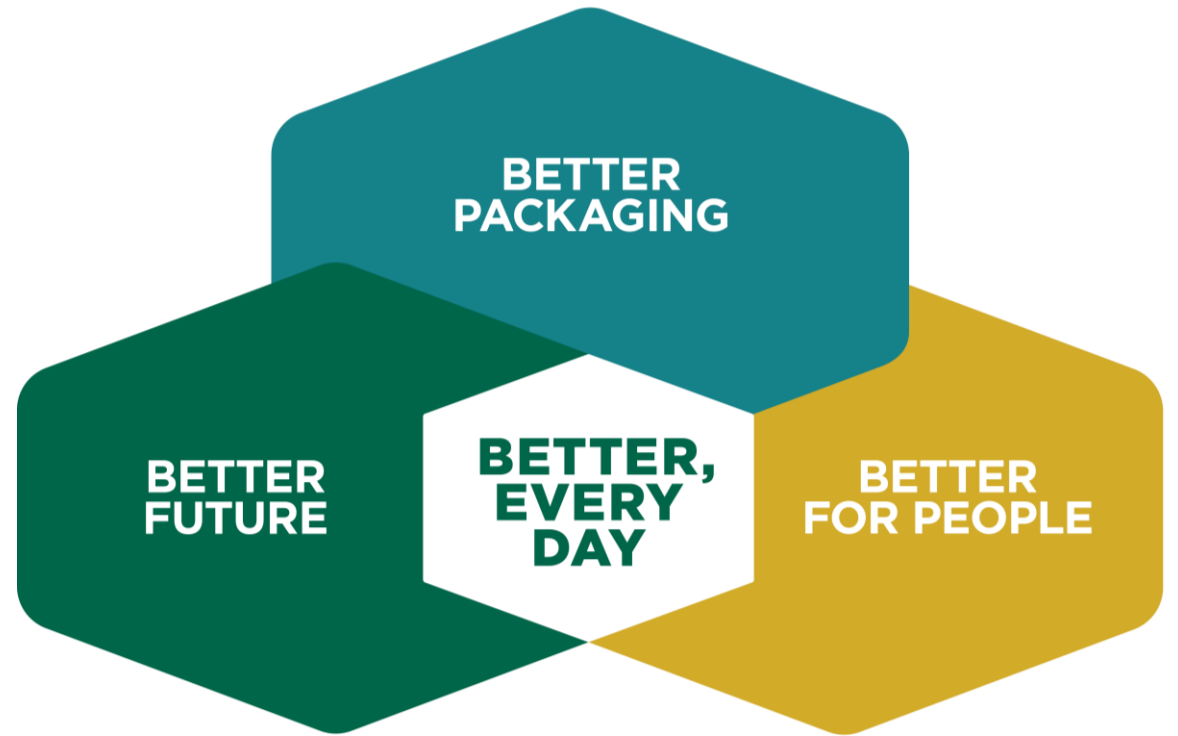 BETTER
PACKAGING
BETTER
FUTURE
BETTER,
EVERY
DAY
BETTER
FOR PEOPLE